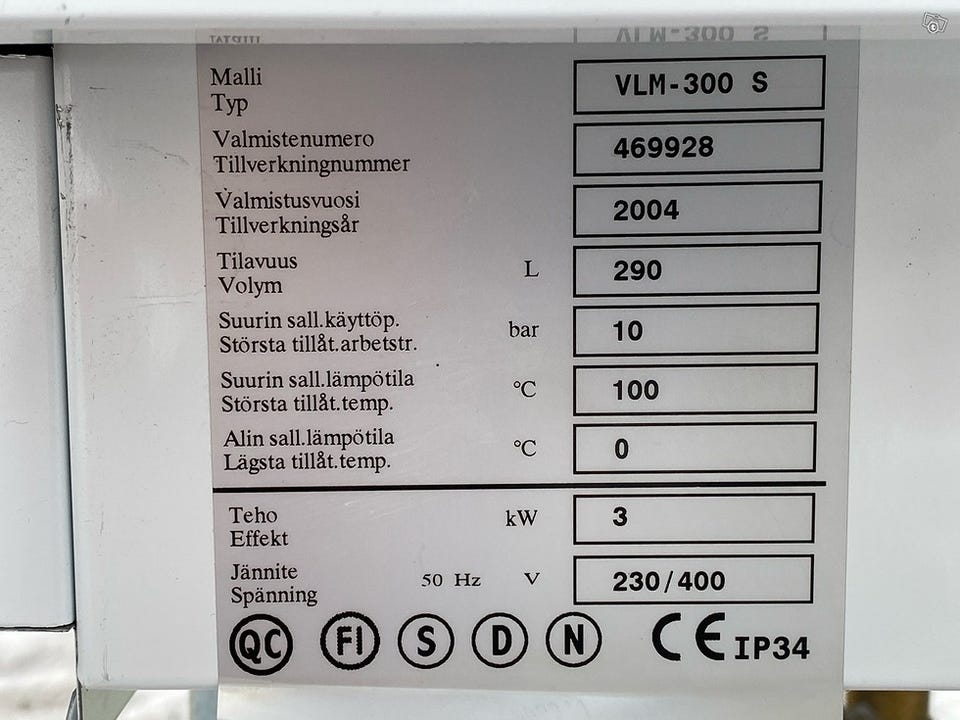 Malli
Typ
VLM-300 S
Valmistenumero
Tillverkningnummer
469928
Valmistusvuosi
Tillverkningsår
2004
Tilavuus
Volym
L
290
Suurin sall.käyttöp.
Största tillåt.arbetstr.
bar
10
Suurin sall.lämpötila
Största tillåt.temp.
°C
100
Alin sall.lämpötila
Lägsta tillåt.temp.
°C
0
Teho
Effekt
kW
3
Jännite
Spänning
50 Hz V
230/400
QC FI S D N CE IP34